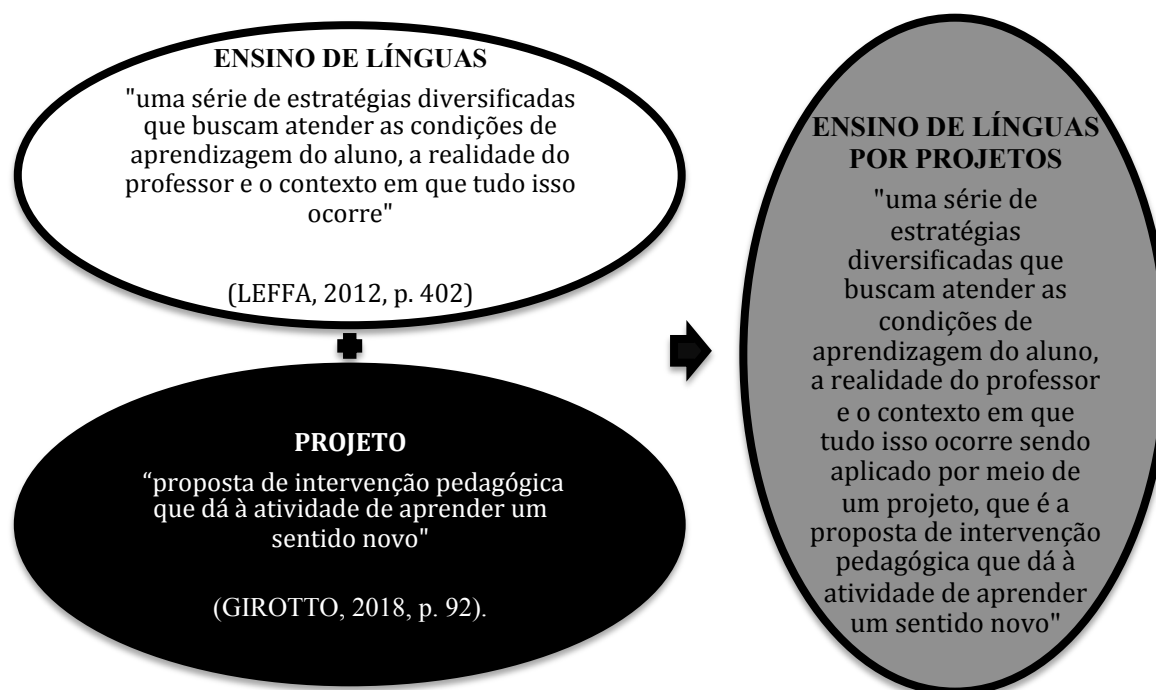 ENSINO DE LÍNGUAS
"uma série de estratégias diversificadas
que buscam atender as condições de
aprendizagem do aluno, a realidade do
professor e o contexto em que tudo isso
ocorre"
(LEFFA, 2012, p. 402)
PROJETO
“proposta de intervenção pedagógica
que dá à atividade de aprender um
sentido novo"
(GIROTTO, 2018, p. 92).
ENSINO DE LÍNGUAS
POR PROJETOS
"uma série de
estratégias
diversificadas que
buscam atender as
condições de
aprendizagem do aluno,
a realidade do professor
e o contexto em que
tudo isso ocorre sendo
aplicado por meio de
um projeto, que é a
proposta de intervenção
pedagógica que dá à
atividade de aprender
um sentido novo"